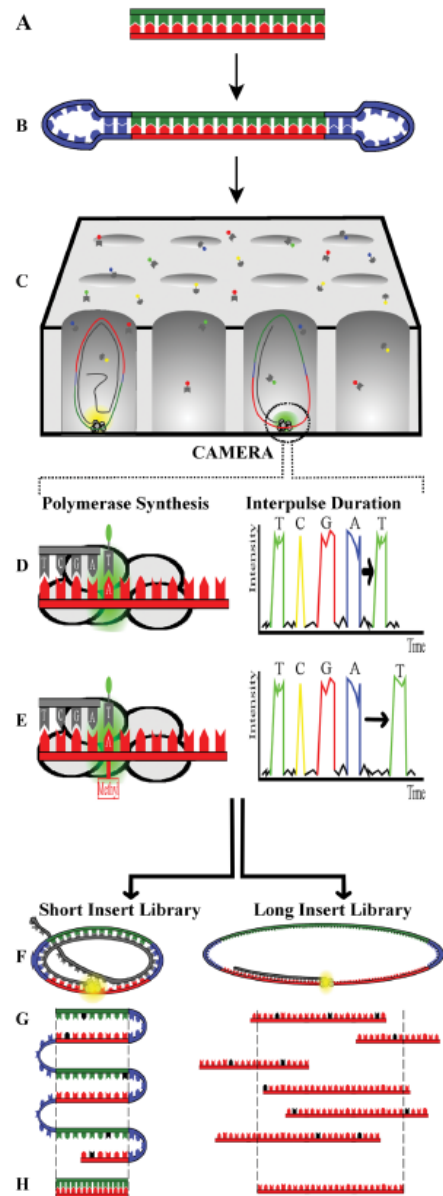 A
B
C
CAMERA
Polymerase Synthesis Interpulse Duration
D
T C G A T
A
Intensity
T C G A T
Time
E
T C G A T
A
Methyl
Intensity
T C G A T
Time
Short Insert Library Long Insert Library
F
G
H